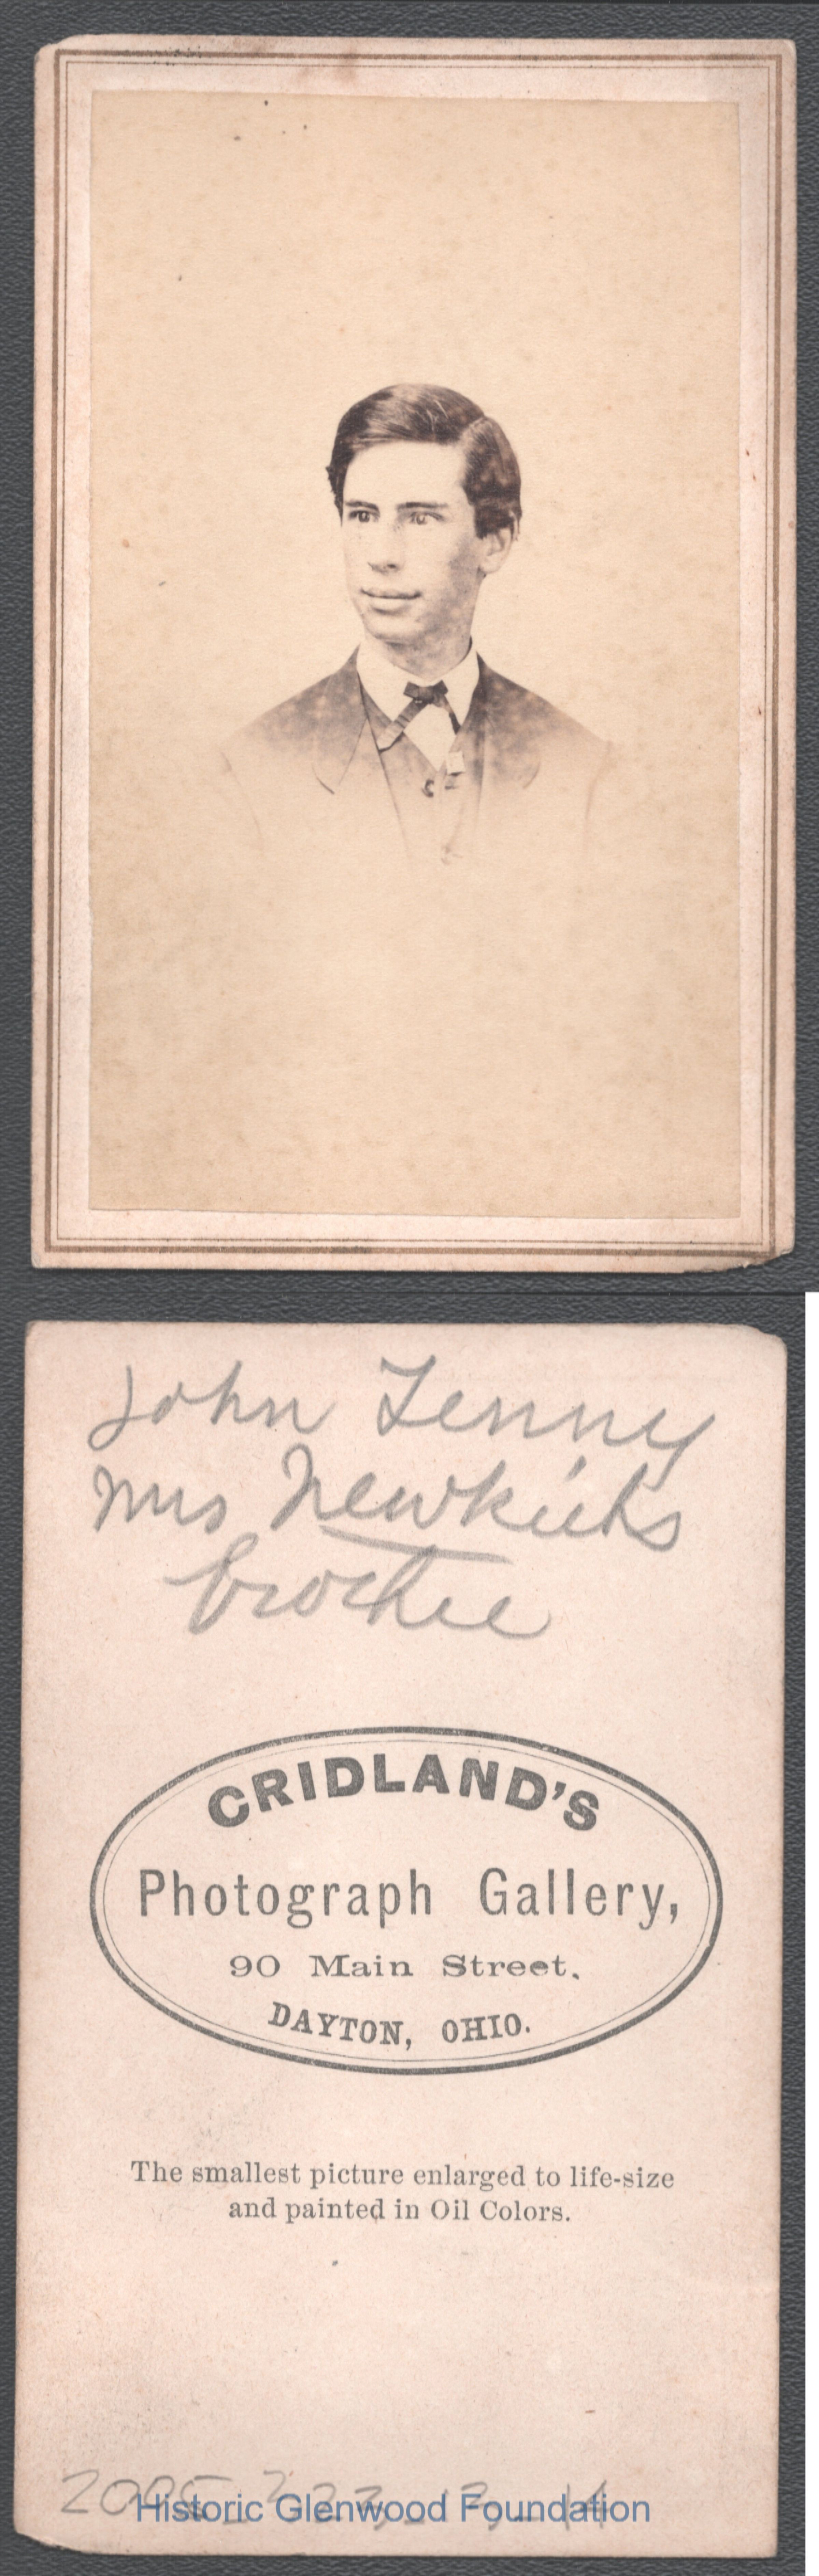 John Tenny
Mrs Newkirks
brother
CRIDLAND'S
Photograph Gallery,
90 Main Street,
DAYTON, OHIO.
The smallest picture enlarged to life-size
and painted in Oil Colors.
Historic Glenwood Foundation